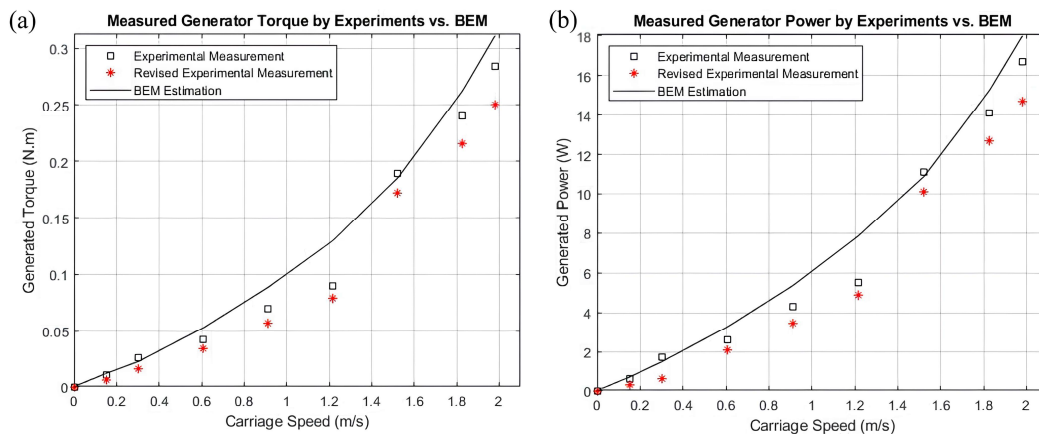 (a)
Measured Generator Torque by Experiments vs. BEM
Experimental Measurement
Revised Experimental Measurement
BEM Estimation
Generated Torque (N.m)
0.3
0.25
0.2
0.15
0.1
0.05
0
0 0.2 0.4 0.6 0.8 1 1.2 1.4 1.6 1.8 2
Carriage Speed (m/s)
(b)
Measured Generator Power by Experiments vs. BEM
Experimental Measurement
Revised Experimental Measurement
BEM Estimation
Generated Power (W)
18
16
14
12
10
8
6
4
2
0
0 0.2 0.4 0.6 0.8 1 1.2 1.4 1.6 1.8 2
Carriage Speed (m/s)